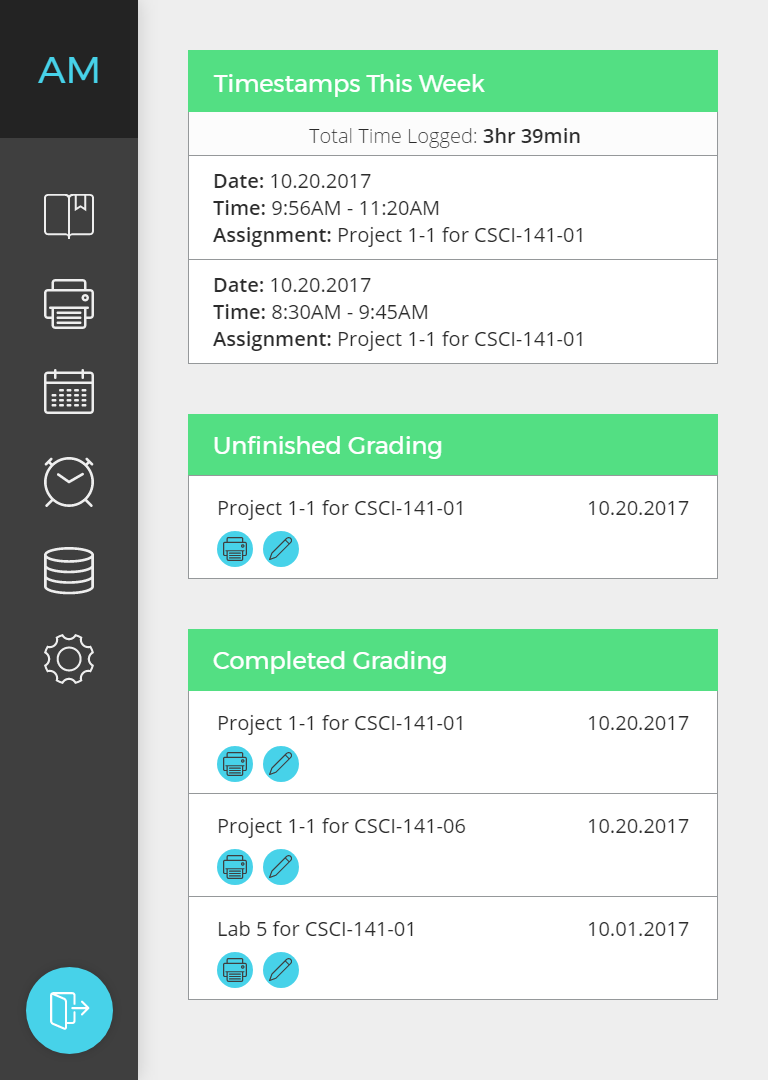 AM
Timestamps This Week
Total Time Logged: 3hr 39min
Date: 10.20.2017
Time: 9:56AM - 11:20AM
Assignment: Project 1-1 for CSCI-141-01
Date: 10.20.2017
Time: 8:30AM - 9:45AM
Assignment: Project 1-1 for CSCI-141-01
Unfinished Grading
Project 1-1 for CSCI-141-01 10.20.2017
Completed Grading
Project 1-1 for CSCI-141-01 10.20.2017
Project 1-1 for CSCI-141-06 10.20.2017
Lab 5 for CSCI-141-01 10.01.2017